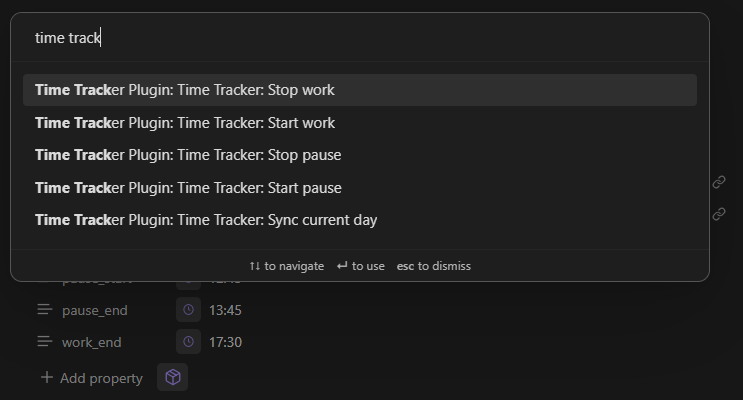 time track
Time Tracker Plugin: Time Tracker: Stop work
Time Tracker Plugin: Time Tracker: Start work
Time Tracker Plugin: Time Tracker: Stop pause
Time Tracker Plugin: Time Tracker: Start pause
Time Tracker Plugin: Time Tracker: Sync current day
↑↓ to navigate ↵ to use esc to dismiss
pause_start
pause_end 13:45
work_end 17:30
+ Add property